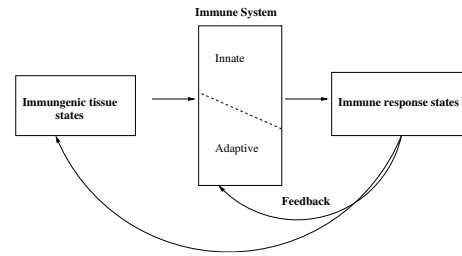 Immune System
Innate
Immungenic tissue
states
Immune response states
Adaptive
Feedback